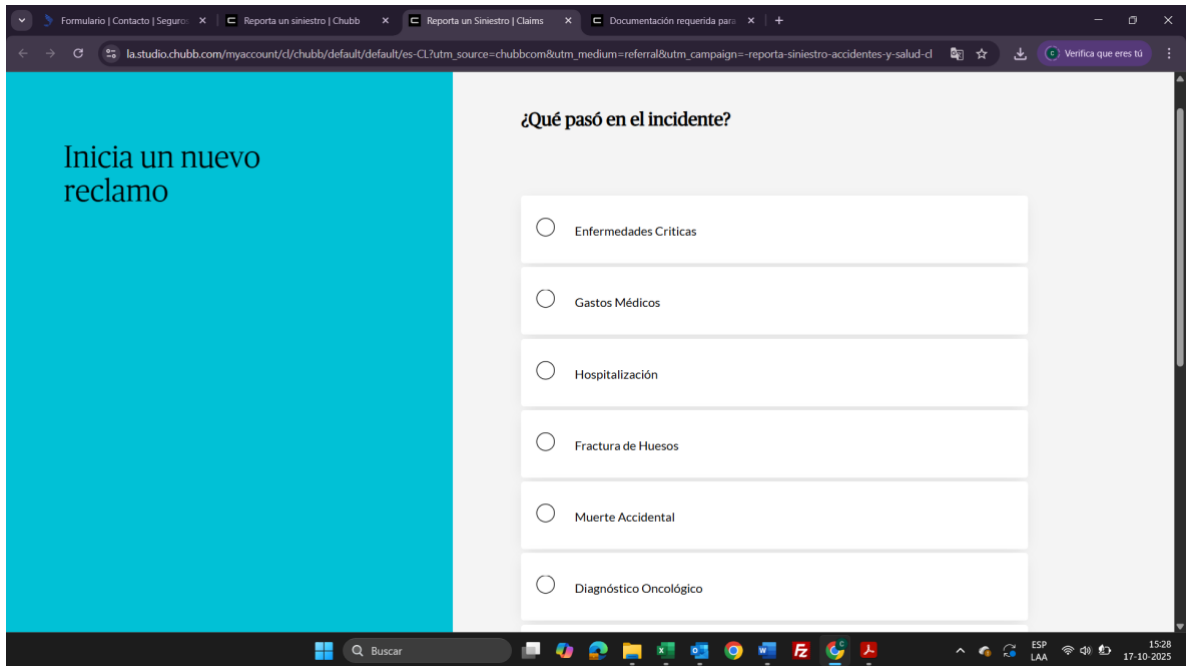 Formulario | Contacto | Seguros
Reporta un siniestro | Chubb
Reporta un Siniestro | Claims
Documentación requerida para
la.studio.chubb.com/myaccount/cl/chubb/default/default/es-CL?utm_source=chubbcom&utm_medium=referral&utm_campaign=-reporta-siniestro-accidentes-y-salud-cl
Verifica que eres tú
Inicia un nuevo
reclamo
¿Qué pasó en el incidente?
Enfermedades Criticas
Gastos Médicos
Hospitalización
Fractura de Huesos
Muerte Accidental
Diagnóstico Oncológico
Buscar
ESP
LAA
15:28
17-10-2025